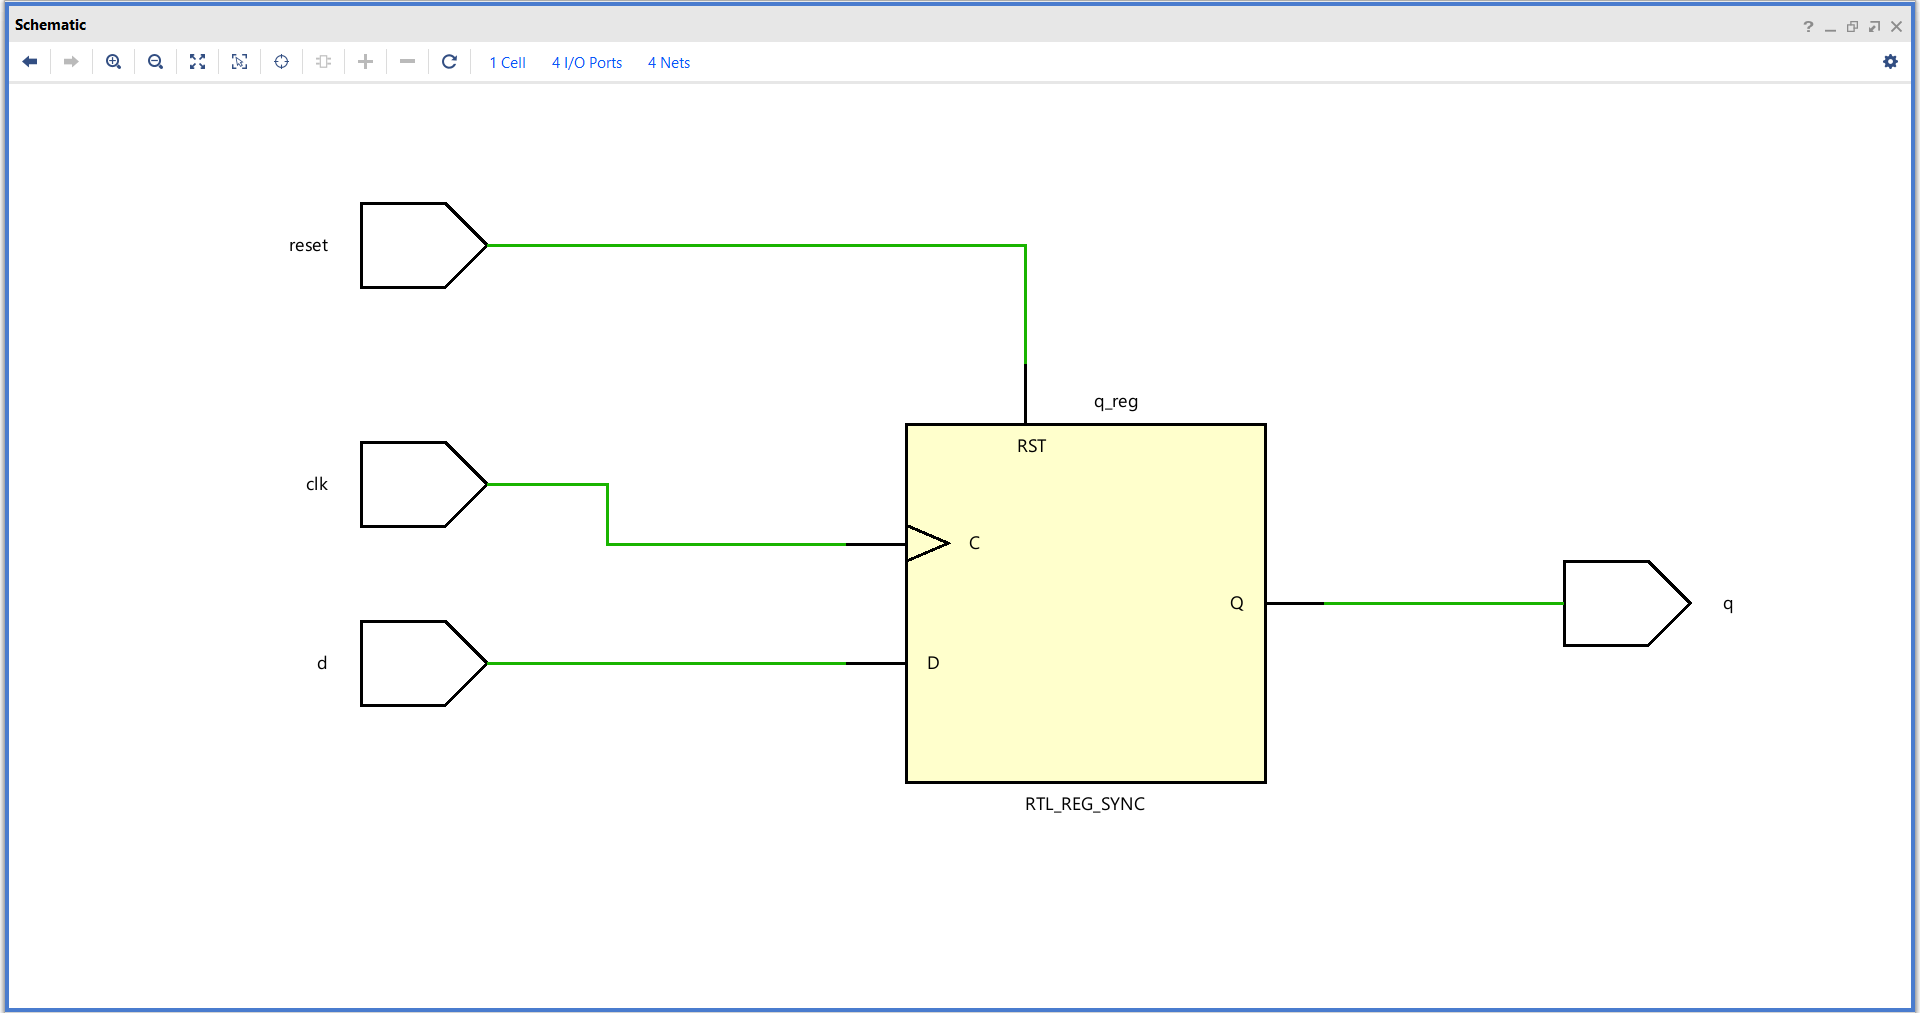 Schematic
1 Cell 4 I/O Ports 4 Nets
reset
q_reg
RST
clk
C
Q
q
d
D
RTL_REG_SYNC